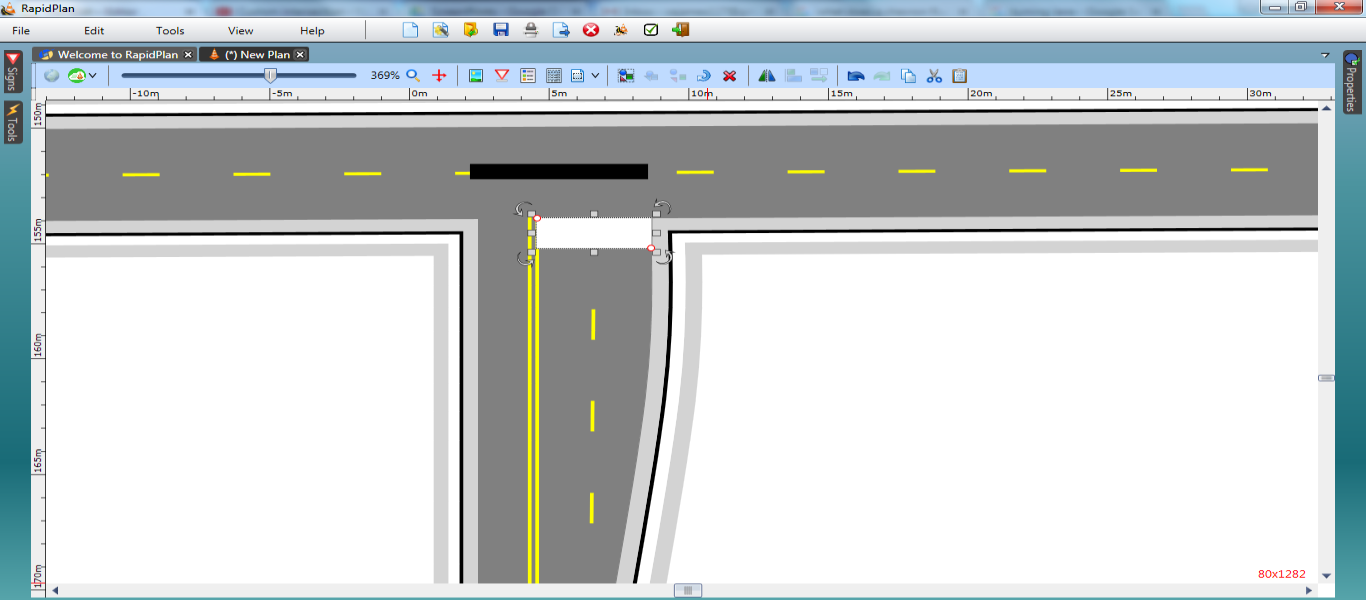 RapidPlan
File Edit Tools View Help
Welcome to RapidPlan (*) New Plan
369%
-10m -5m 0m 5m 10m 15m 20m 25m 30m
Signs
Tools
Properties
150m
155m
160m
165m
170m
80x1282